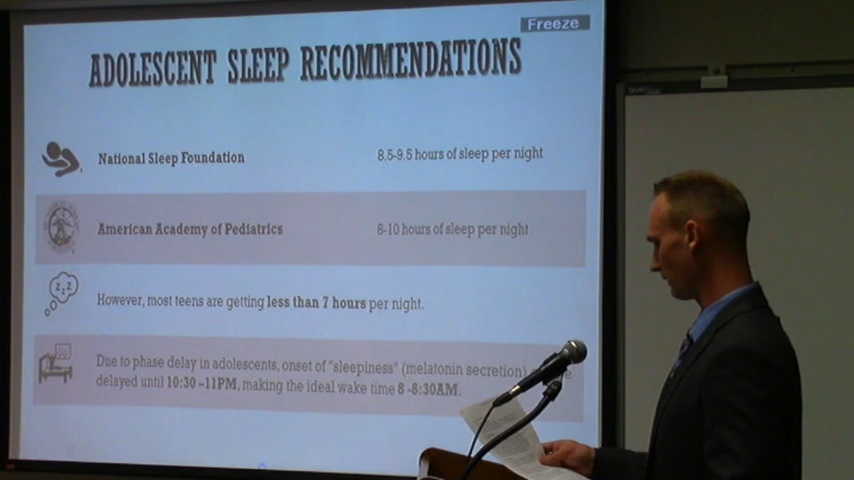 Freeze
ADOLESCENT SLEEP RECOMMENDATIONS
National Sleep Foundation 8.5-9.5 hours of sleep per night
American Academy of Pediatrics 8-10 hours of sleep per night
However, most teens are getting less than 7 hours per night.
Due to phase delay in adolescents, onset of "sleepiness" (melatonin secretion)
delayed until 10:30 –11PM, making the ideal wake time 8 -8:30AM.